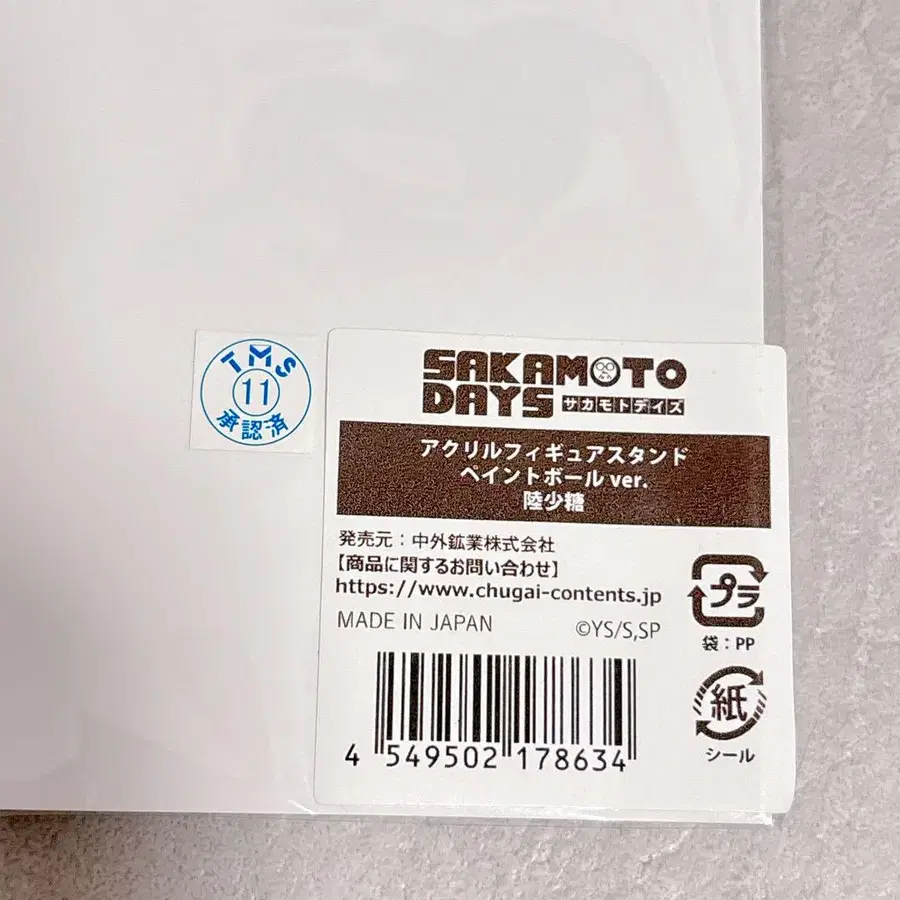 TMS
11
承認済
SAKAMOTO
DAYS サカモトデイズ
アクリルフィギュアスタンド
ペイントボール ver.
陸少糖
発売元：中外鉱業株式会社
【商品に関するお問い合わせ】
https://www.chugai-contents.jp
MADE IN JAPAN ©YS/S,SP
プラ
袋：PP
紙
シール
4 549502 178634